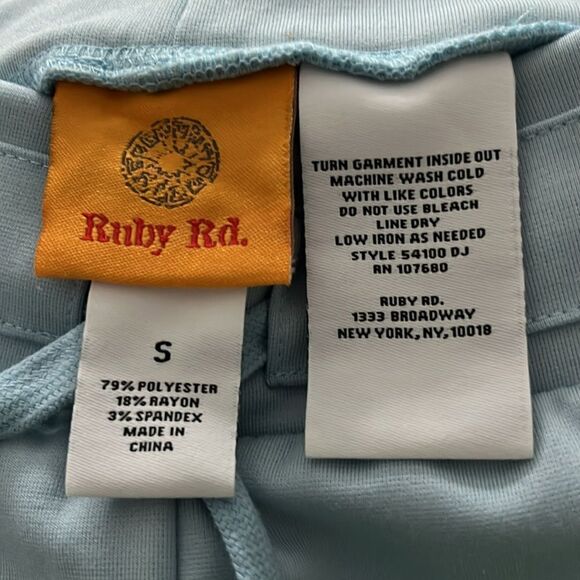 Ruby Rd.
S
79% POLYESTER
18% RAYON
3% SPANDEX
MADE IN
CHINA
TURN GARMENT INSIDE OUT
MACHINE WASH COLD
WITH LIKE COLORS
DO NOT USE BLEACH
LINE DRY
LOW IRON AS NEEDED
STYLE 54100 DJ
RN 107680
RUBY RD.
1333 BROADWAY
NEW YORK, NY, 10018